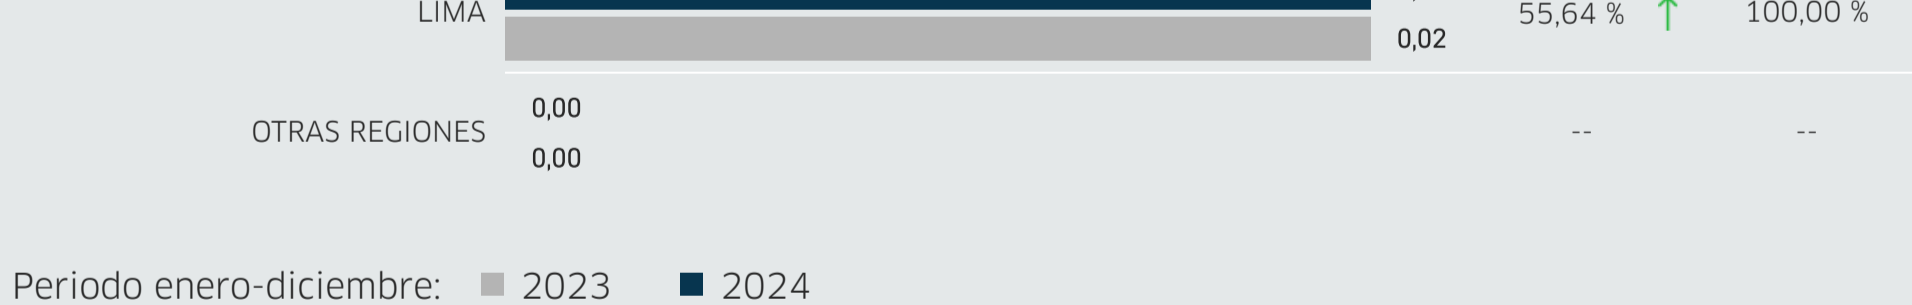 LIMA 55,64 % ↑ 100,00 %
0,02
0,00
OTRAS REGIONES -- --
0,00
Periodo enero-diciembre: 2023 2024